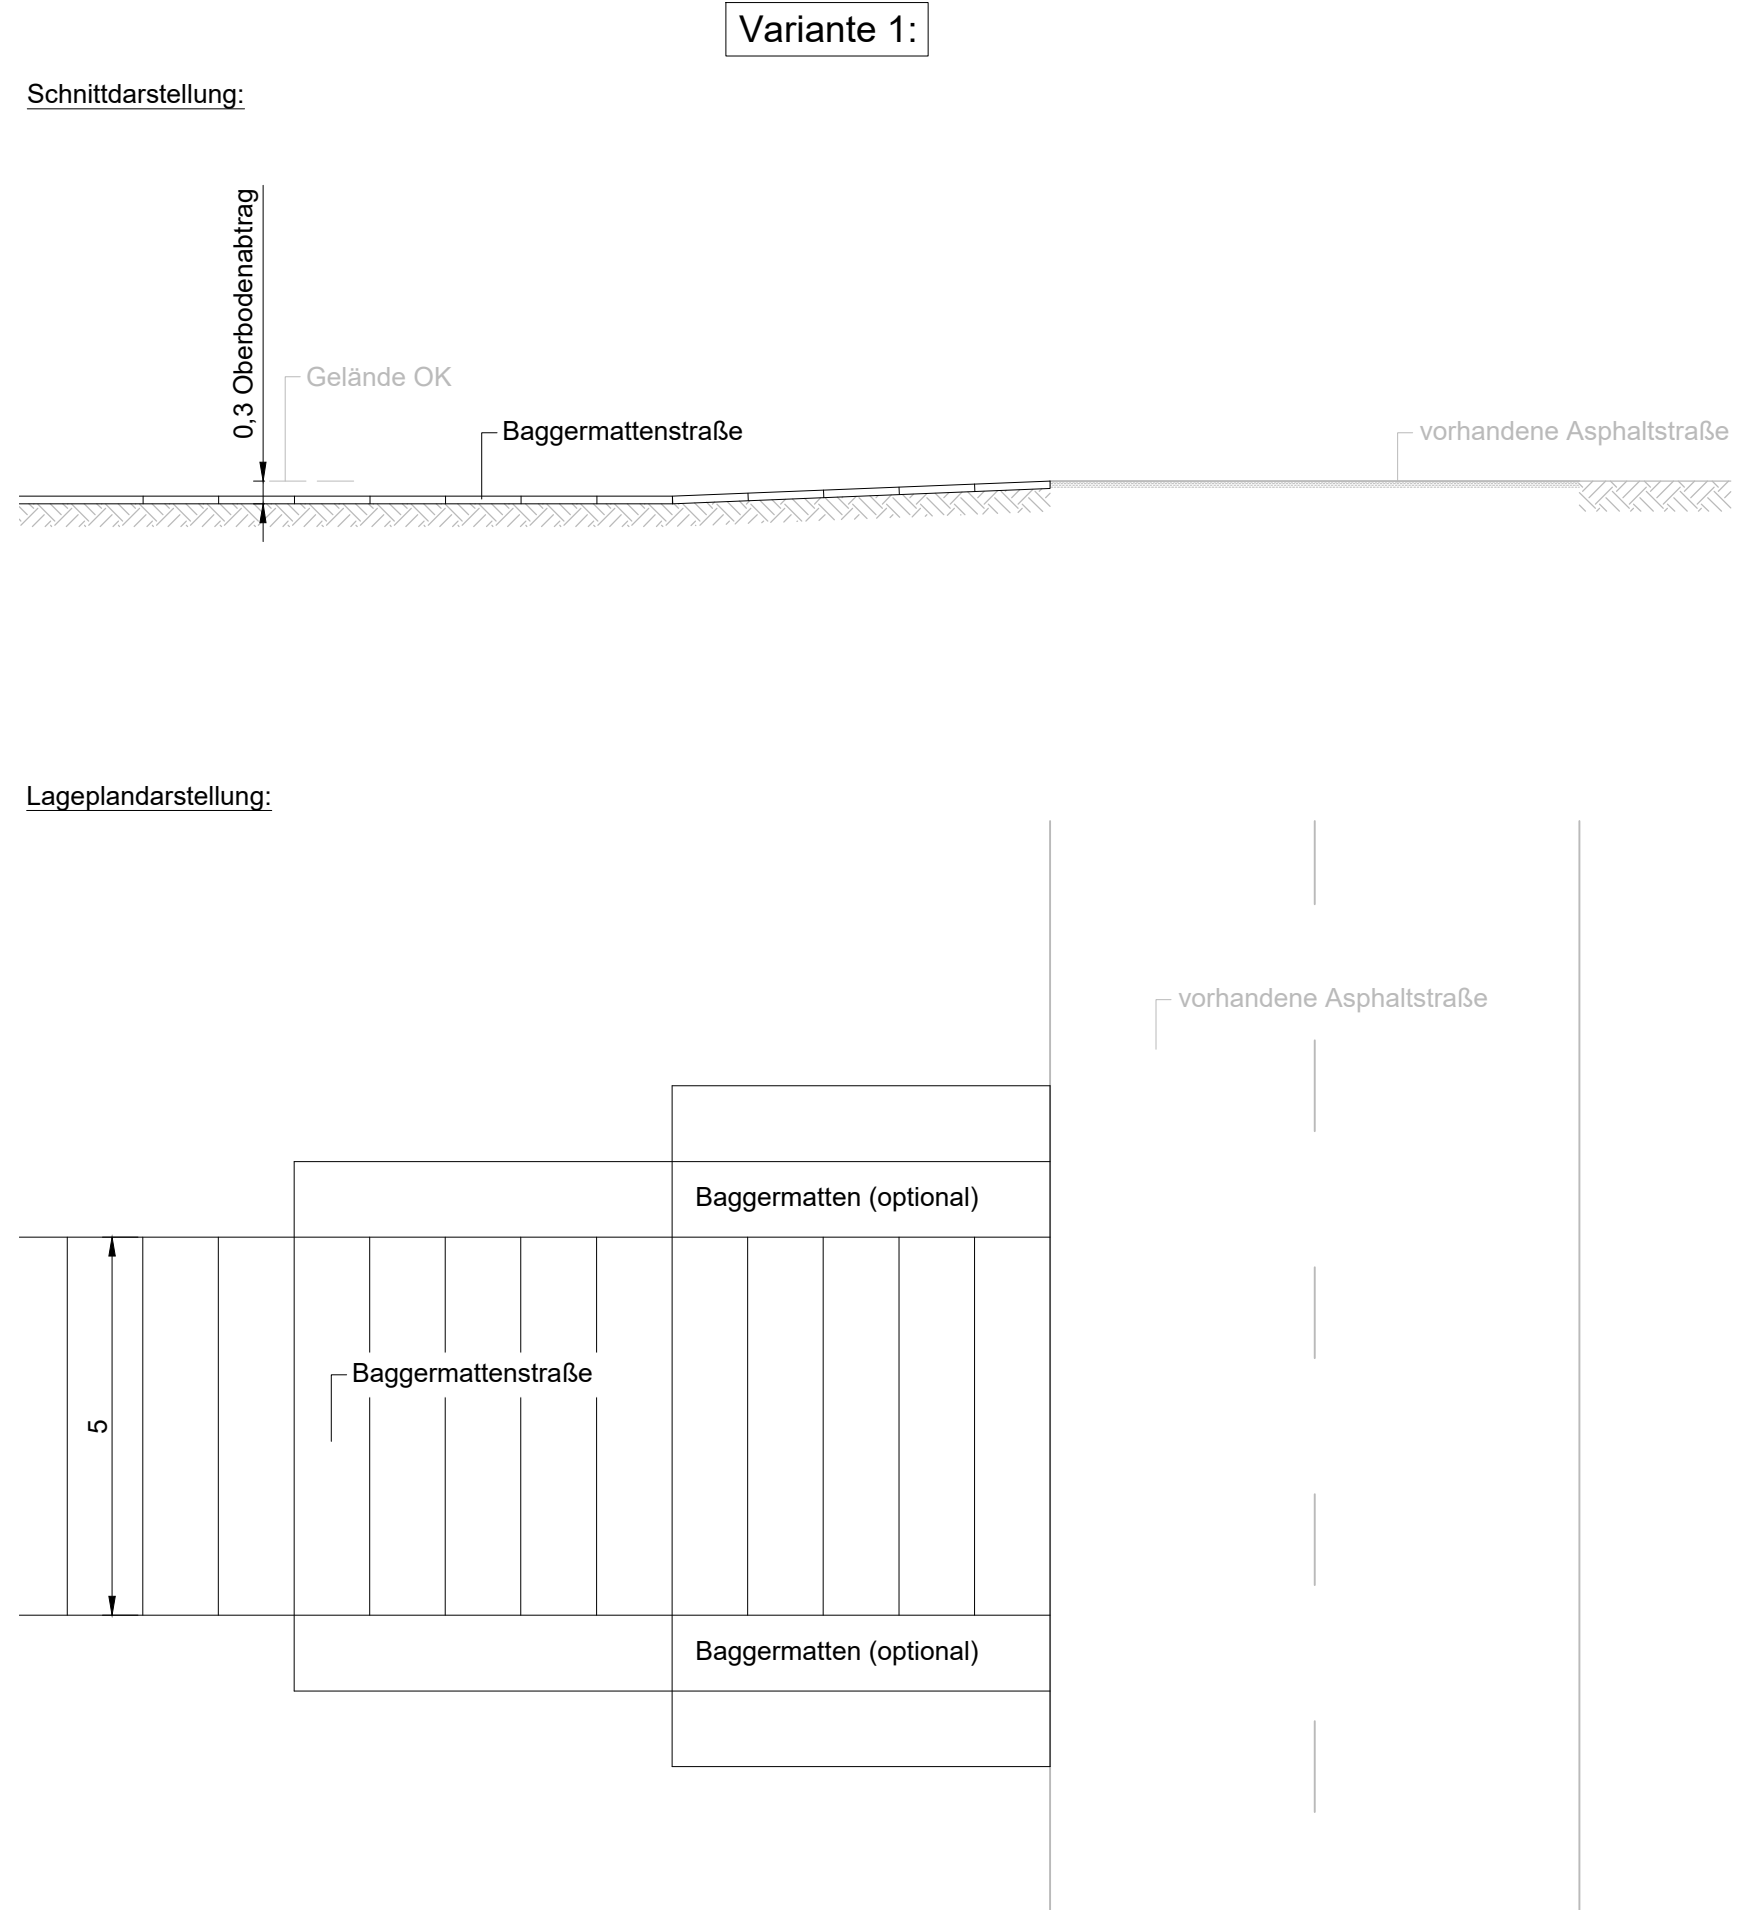 Variante 1:
Schnittdarstellung:
0,3 Oberbodenabtrag
Gelände OK
Baggermattenstraße
vorhandene Asphaltstraße
Lageplandarstellung:
vorhandene Asphaltstraße
Baggermatten (optional)
Baggermattenstraße
5
Baggermatten (optional)